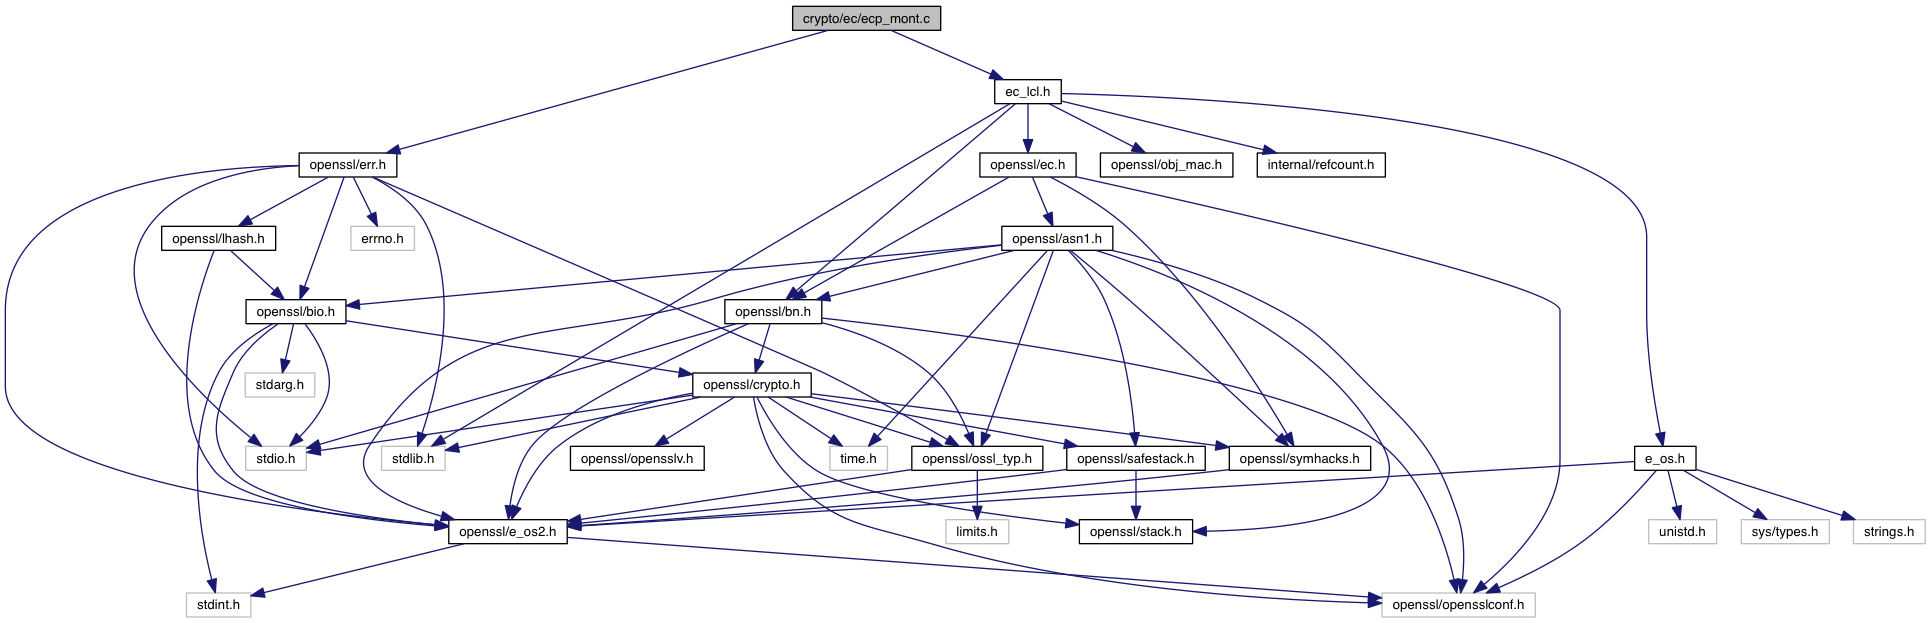 crypto/ec/ecp_mont.c
ec_lcl.h
openssl/err.h
openssl/ec.h
openssl/obj_mac.h
internal/refcount.h
openssl/lhash.h
errno.h
openssl/asn1.h
openssl/bio.h
openssl/bn.h
stdarg.h
openssl/crypto.h
stdio.h
stdlib.h
openssl/opensslv.h
time.h
openssl/ossl_typ.h
openssl/safestack.h
openssl/symhacks.h
e_os.h
openssl/e_os2.h
limits.h
openssl/stack.h
unistd.h
sys/types.h
strings.h
stdint.h
openssl/opensslconf.h